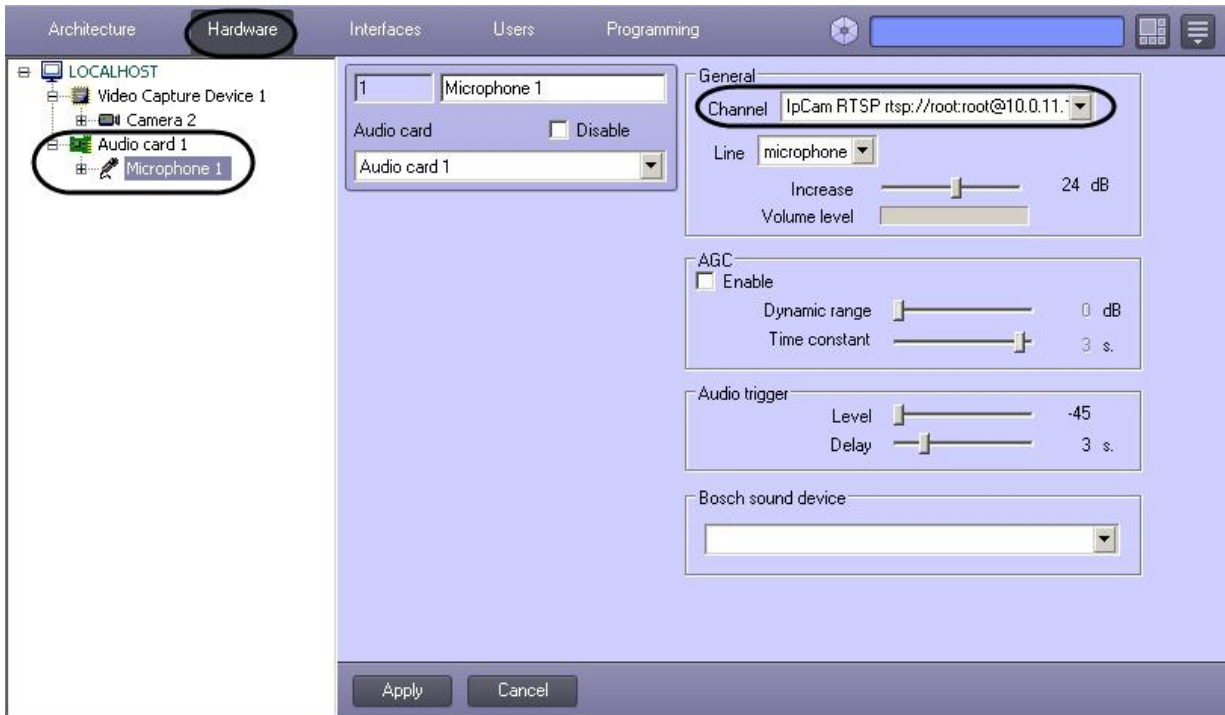 Architecture Hardware Interfaces Users Programming
LOCALHOST
Video Capture Device 1
Camera 2
Audio card 1
Microphone 1
1 Microphone 1
Audio card Disable
Audio card 1
General
Channel IpCam RTSP rtsp://root:root@10.0.11.
Line microphone
Increase 24 dB
Volume level
AGC
Enable
Dynamic range 0 dB
Time constant 3 s.
Audio trigger
Level -45
Delay 3 s.
Bosch sound device
Apply Cancel